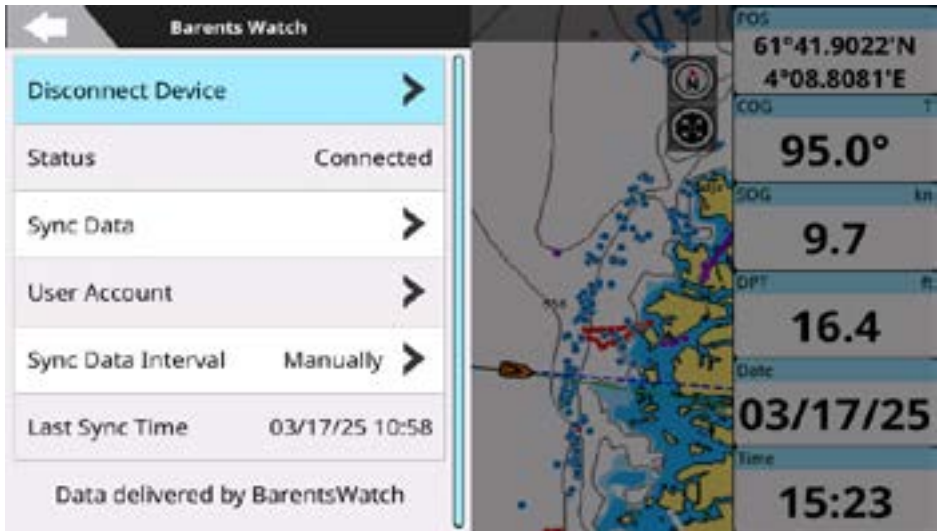 Barents Watch
Disconnect Device
Status Connected
Sync Data
User Account
Sync Data Interval Manually
Last Sync Time 03/17/25 10:58
Data delivered by BarentsWatch
N
POS
61°41.9022'N
4°08.8081'E
COG T
95.0°
SOG kn
9.7
DPT ft
16.4
Date
03/17/25
Time
15:23